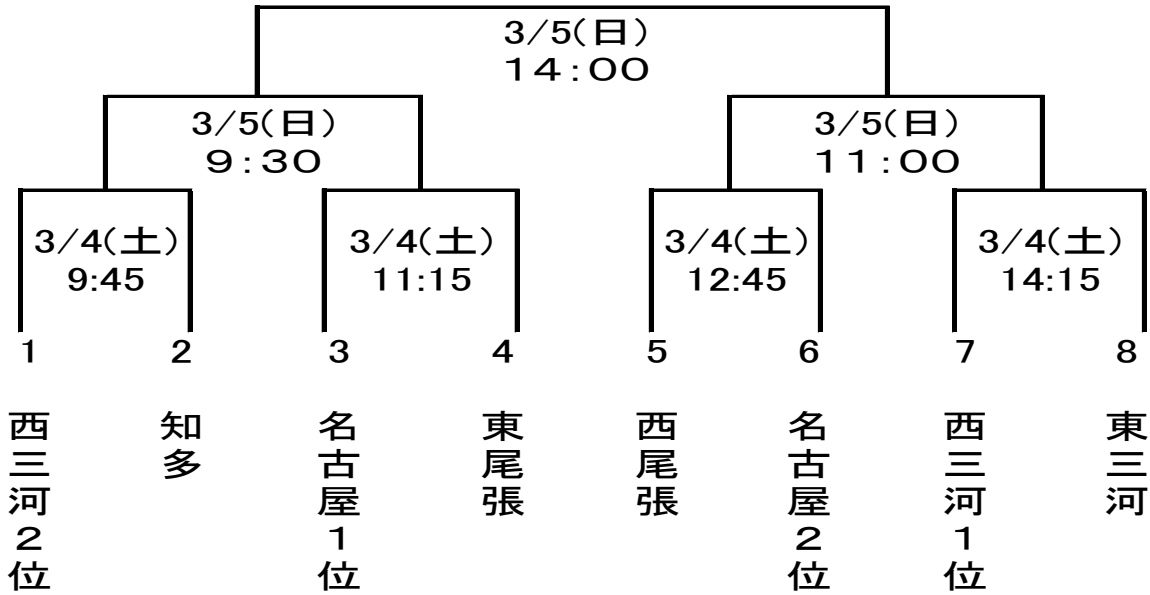 3/5(日)
14:00
3/5(日)
9:30
3/5(日)
11:00
3/4(土)
9:45
3/4(土)
11:15
3/4(土)
12:45
3/4(土)
14:15
1
2
3
4
5
6
7
8
西三河2位
知多
名古屋1位
東尾張
西尾張
名古屋2位
西三河1位
東三河